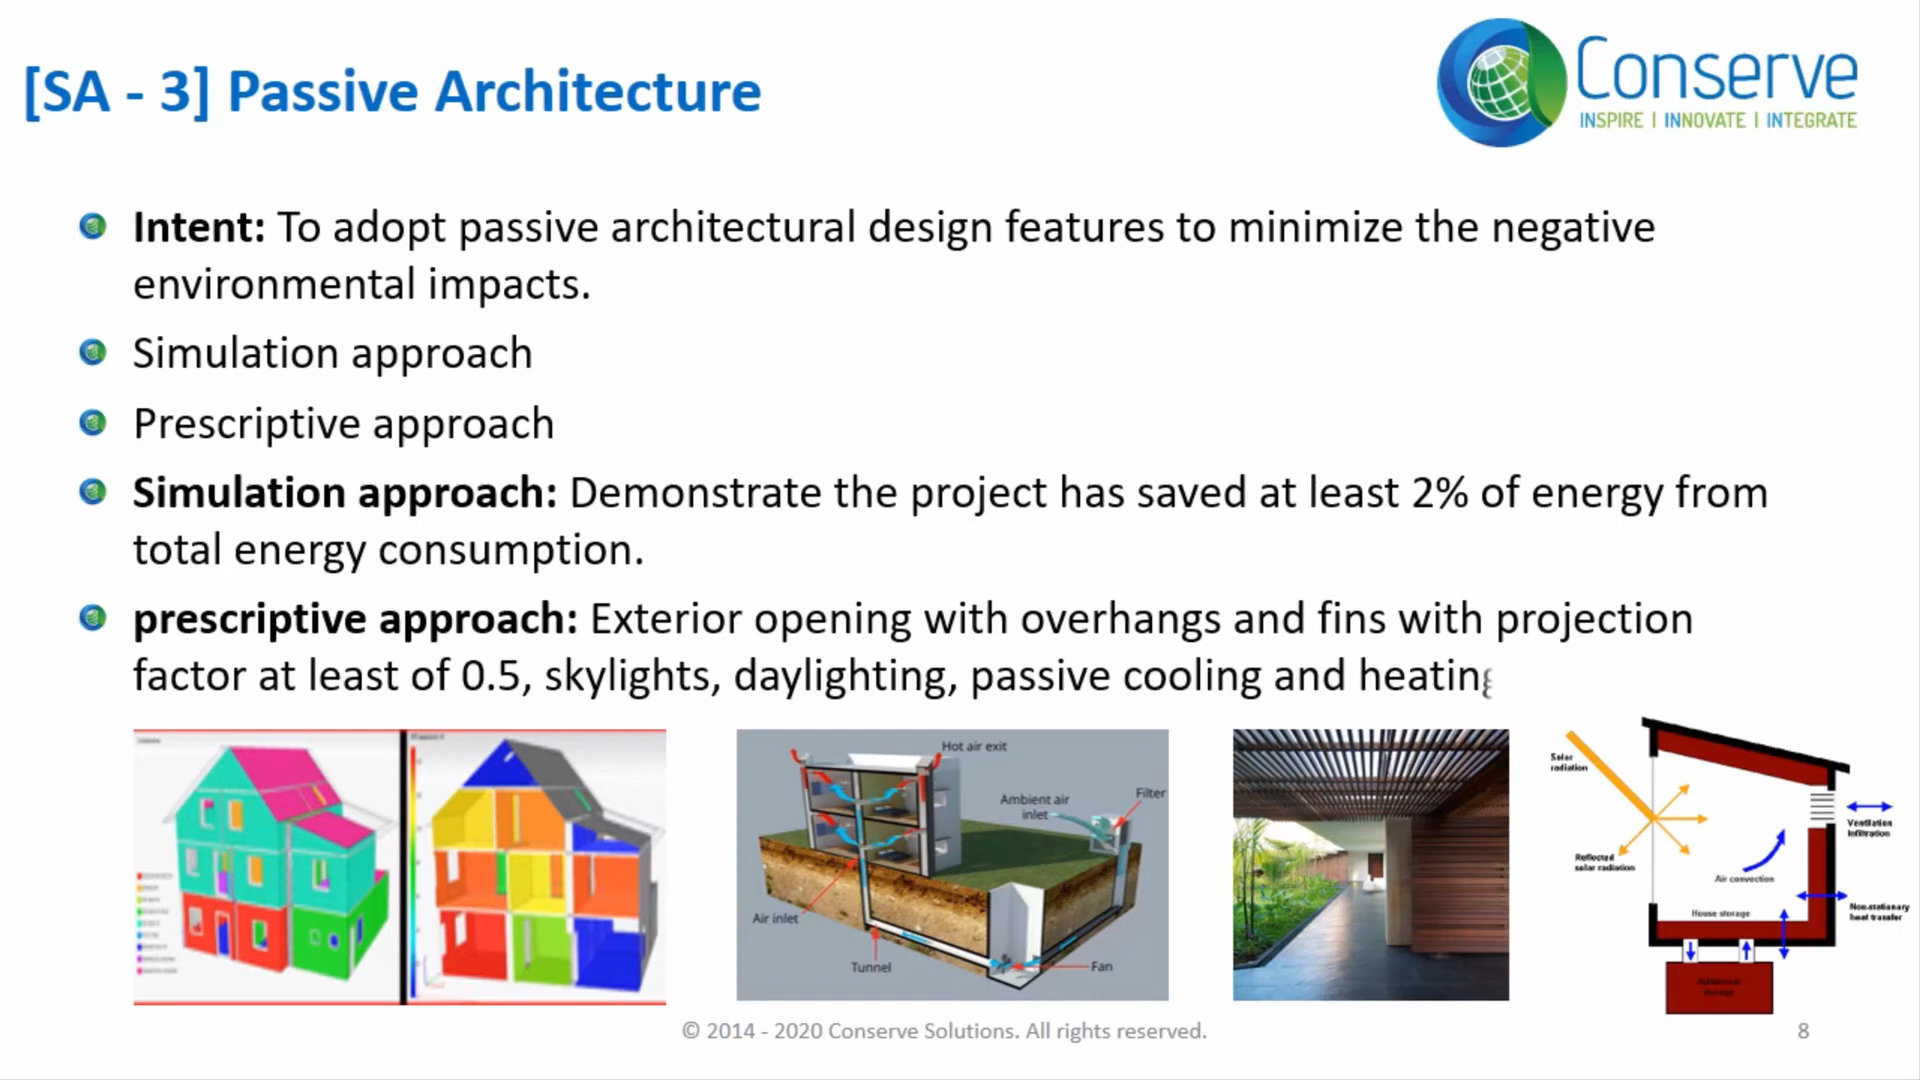 [SA - 3] Passive Architecture
Conserve
INSPIRE | INNOVATE | INTEGRATE
Intent: To adopt passive architectural design features to minimize the negative
environmental impacts.
Simulation approach
Prescriptive approach
Simulation approach: Demonstrate the project has saved at least 2% of energy from
total energy consumption.
prescriptive approach: Exterior opening with overhangs and fins with projection
factor at least of 0.5, skylights, daylighting, passive cooling and heating
Hot air exit
Ambient air
inlet
Filter
Air inlet
Tunnel
Fan
Solar
radiation
Reflected
solar radiation
Ventilation
Infiltration
Air convection
House storage
Non-stationary
heat transfer
Additional
storage
© 2014 - 2020 Conserve Solutions. All rights reserved.
8